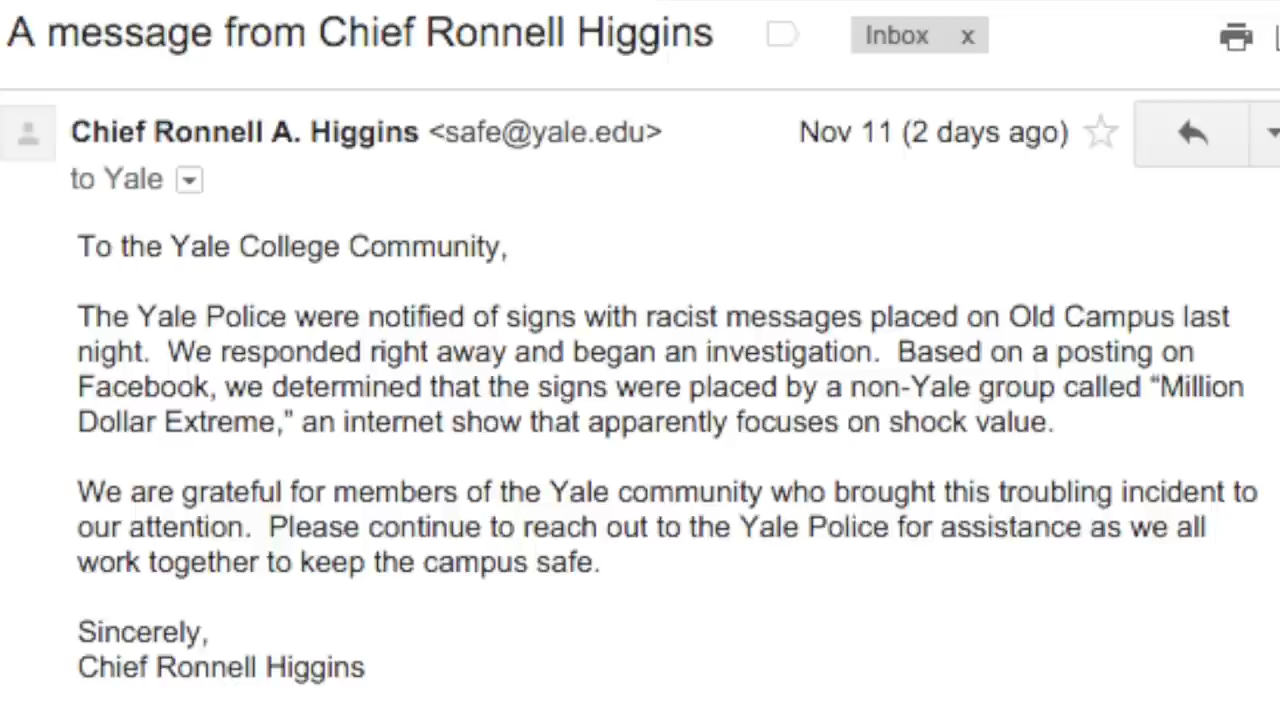 A message from Chief Ronnell Higgins
Inbox x
Chief Ronnell A. Higgins <safe@yale.edu>
Nov 11 (2 days ago)
to Yale
To the Yale College Community,
The Yale Police were notified of signs with racist messages placed on Old Campus last
night.  We responded right away and began an investigation.  Based on a posting on
Facebook, we determined that the signs were placed by a non-Yale group called “Million
Dollar Extreme,” an internet show that apparently focuses on shock value.
We are grateful for members of the Yale community who brought this troubling incident to
our attention.  Please continue to reach out to the Yale Police for assistance as we all
work together to keep the campus safe.
Sincerely,
Chief Ronnell Higgins